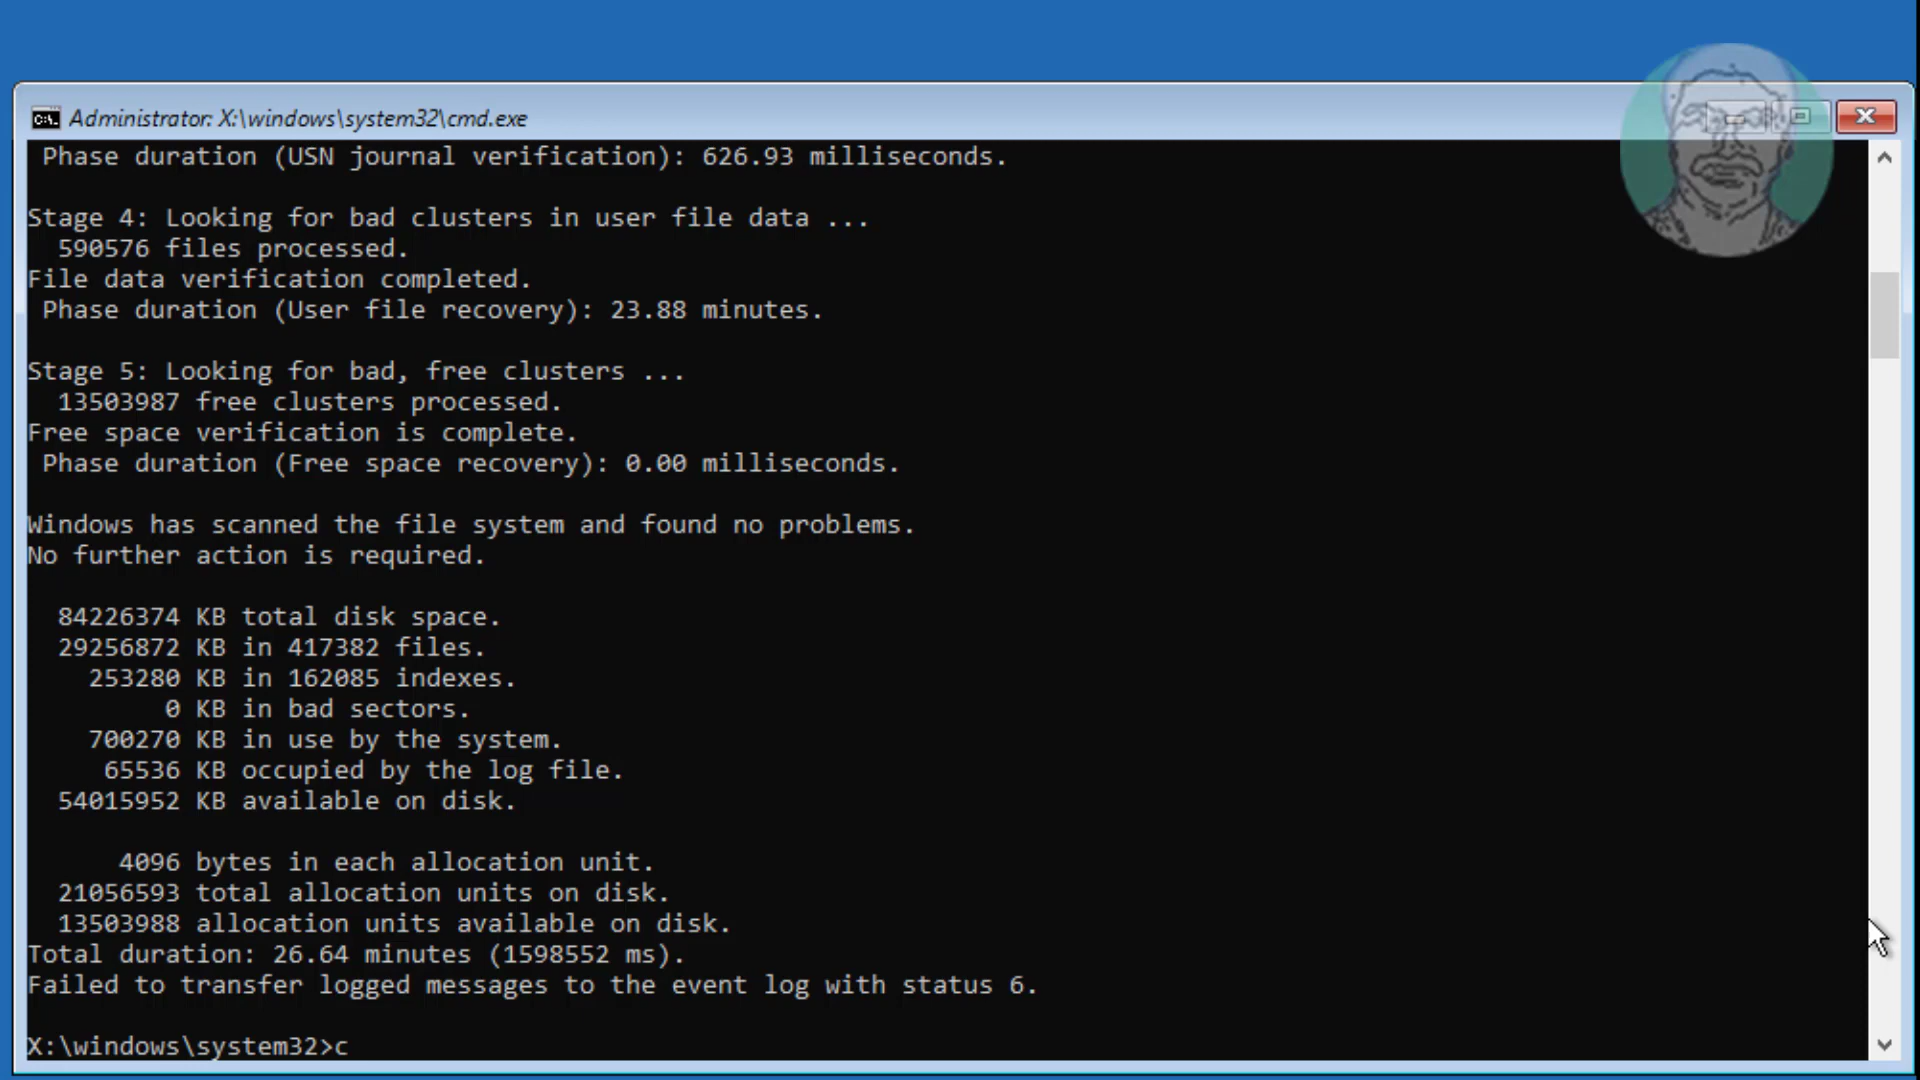 Administrator: X:\windows\system32\cmd.exe
Phase duration (USN journal verification): 626.93 milliseconds.
Stage 4: Looking for bad clusters in user file data ...
590576 files processed.
File data verification completed.
Phase duration (User file recovery): 23.88 minutes.
Stage 5: Looking for bad, free clusters ...
13503987 free clusters processed.
Free space verification is complete.
Phase duration (Free space recovery): 0.00 milliseconds.
Windows has scanned the file system and found no problems.
No further action is required.
84226374 KB total disk space.
29256872 KB in 417382 files.
253280 KB in 162085 indexes.
0 KB in bad sectors.
700270 KB in use by the system.
65536 KB occupied by the log file.
54015952 KB available on disk.
4096 bytes in each allocation unit.
21056593 total allocation units on disk.
13503988 allocation units available on disk.
Total duration: 26.64 minutes (1598552 ms).
Failed to transfer logged messages to the event log with status 6.
X:\windows\system32>c